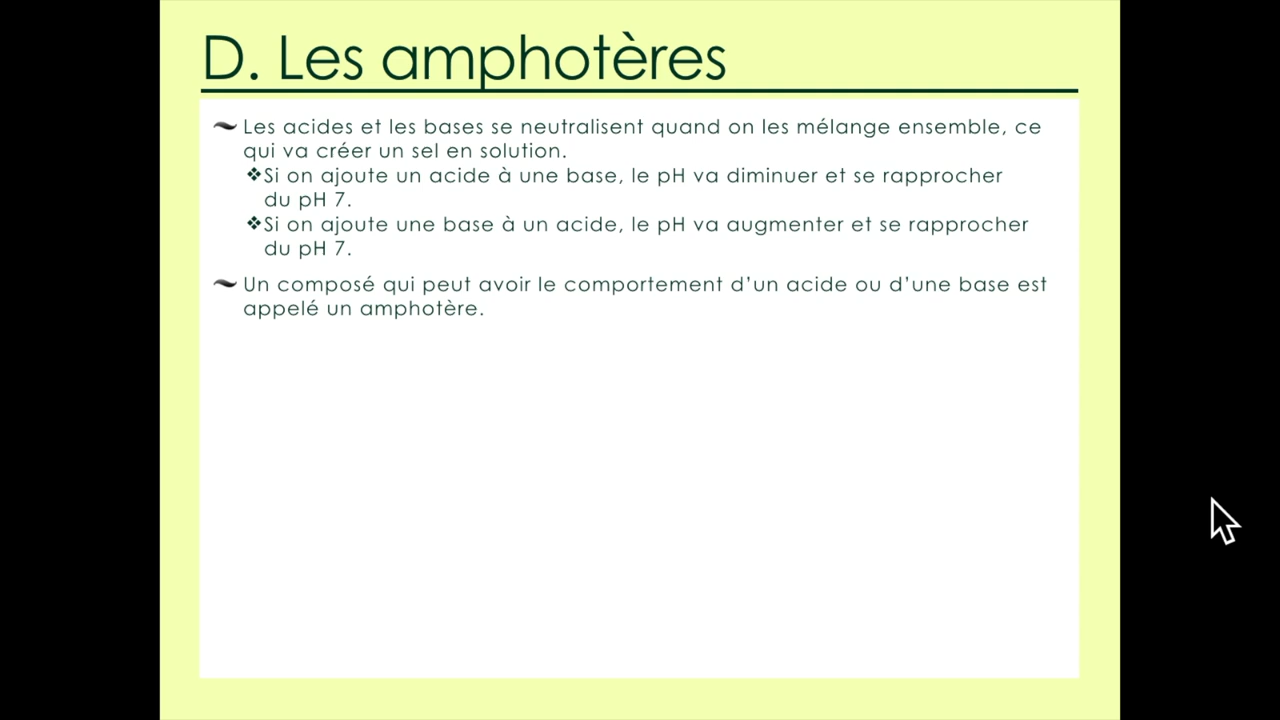 D. Les amphotères
Les acides et les bases se neutralisent quand on les mélange ensemble, ce
qui va créer un sel en solution.
❖Si on ajoute un acide à une base, le pH va diminuer et se rapprocher
du pH 7.
❖Si on ajoute une base à un acide, le pH va augmenter et se rapprocher
du pH 7.
Un composé qui peut avoir le comportement d’un acide ou d’une base est
appelé un amphotère.